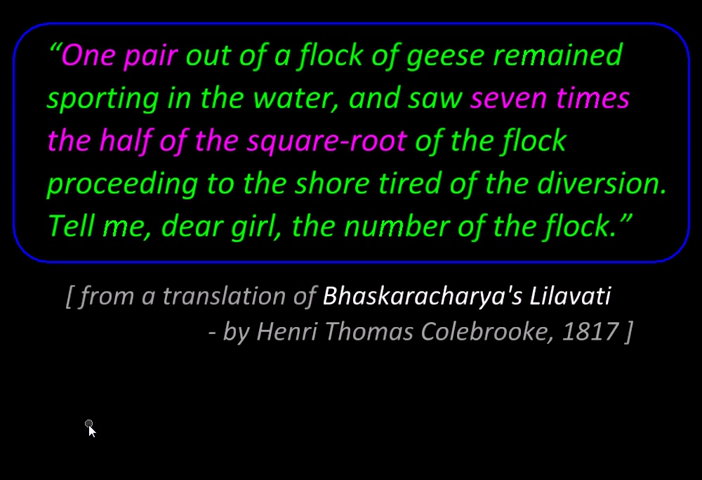 “One pair out of a flock of geese remained
sporting in the water, and saw seven times
the half of the square-root of the flock
proceeding to the shore tired of the diversion.
Tell me, dear girl, the number of the flock.”
[ from a translation of Bhaskaracharya's Lilavati
- by Henri Thomas Colebrooke, 1817 ]